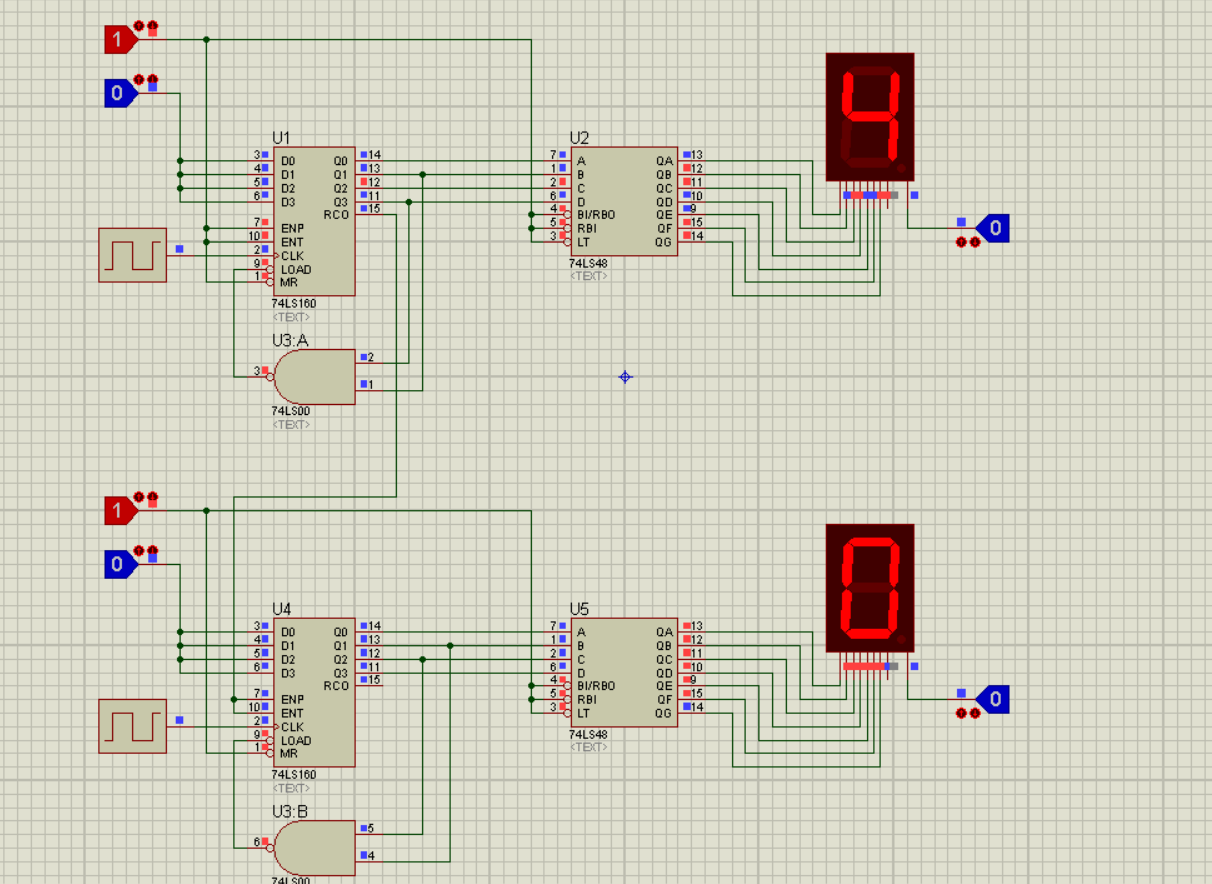 1
0
U1
3 D0 Q0 14
4 D1 Q1 13
5 D2 Q2 12
6 D3 Q3 11
RCO 15
7 ENP
10 ENT
2 CLK
9 LOAD
1 MR
74LS160
<TEXT>
U2
7 A QA 13
1 B QB 12
2 C QC 11
6 D QD 10
4 BI/RBO QE 9
5 RBI QF 15
3 LT QG 14
74LS48
<TEXT>
4
0
U3:A
2
3
1
74LS00
<TEXT>
1
0
U4
3 D0 Q0 14
4 D1 Q1 13
5 D2 Q2 12
6 D3 Q3 11
RCO 15
7 ENP
10 ENT
2 CLK
9 LOAD
1 MR
74LS160
<TEXT>
U5
7 A QA 13
1 B QB 12
2 C QC 11
6 D QD 10
4 BI/RBO QE 9
5 RBI QF 15
3 LT QG 14
74LS48
<TEXT>
0
0
U3:B
5
6
4
74LS00